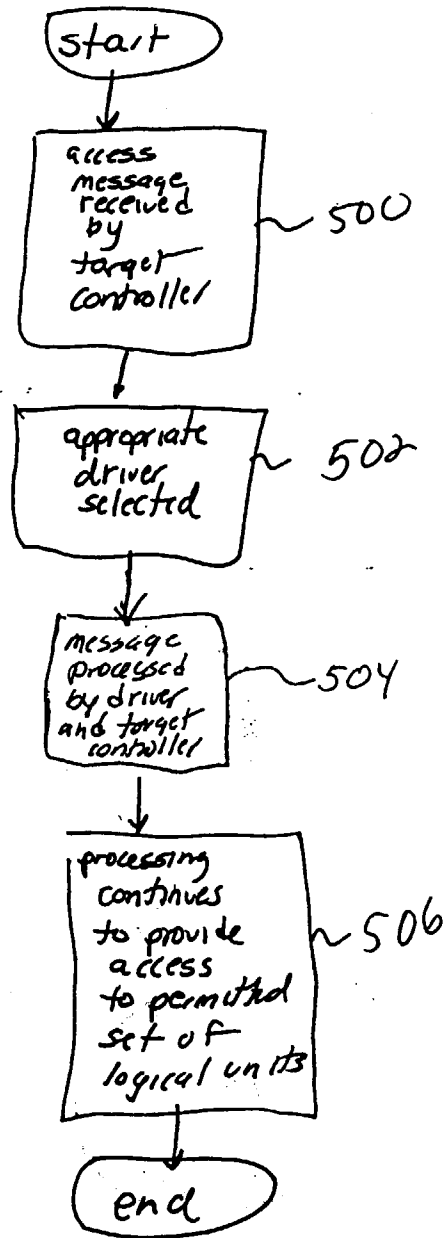 start
access
message
received
by
target
controller
500
appropriate
driver
selected
502
message
processed
by driver
and target
controller
504
processing
continues
to provide
access
to permitted
set of
logical units
506
end